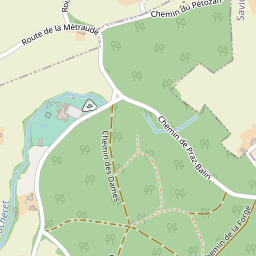 Chemin du Pétozan
Route de la Métraude
Chemin de Praz Balin
Chemin des Dames
Chemin de la Forge